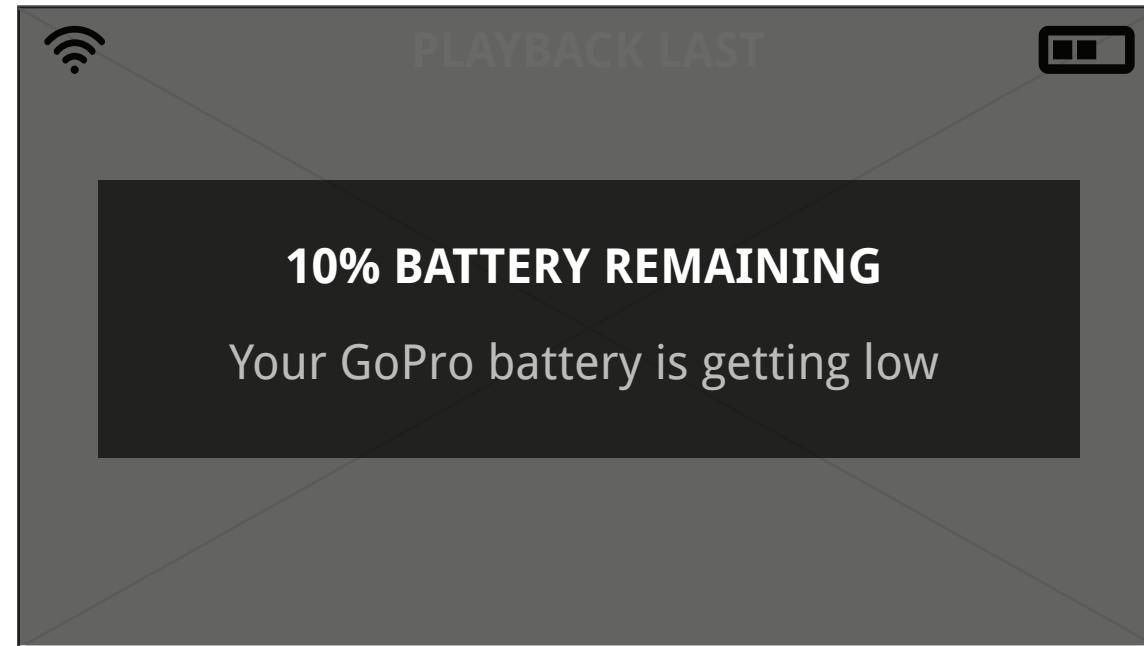 PLAYBACK LAST
10% BATTERY REMAINING
Your GoPro battery is getting low